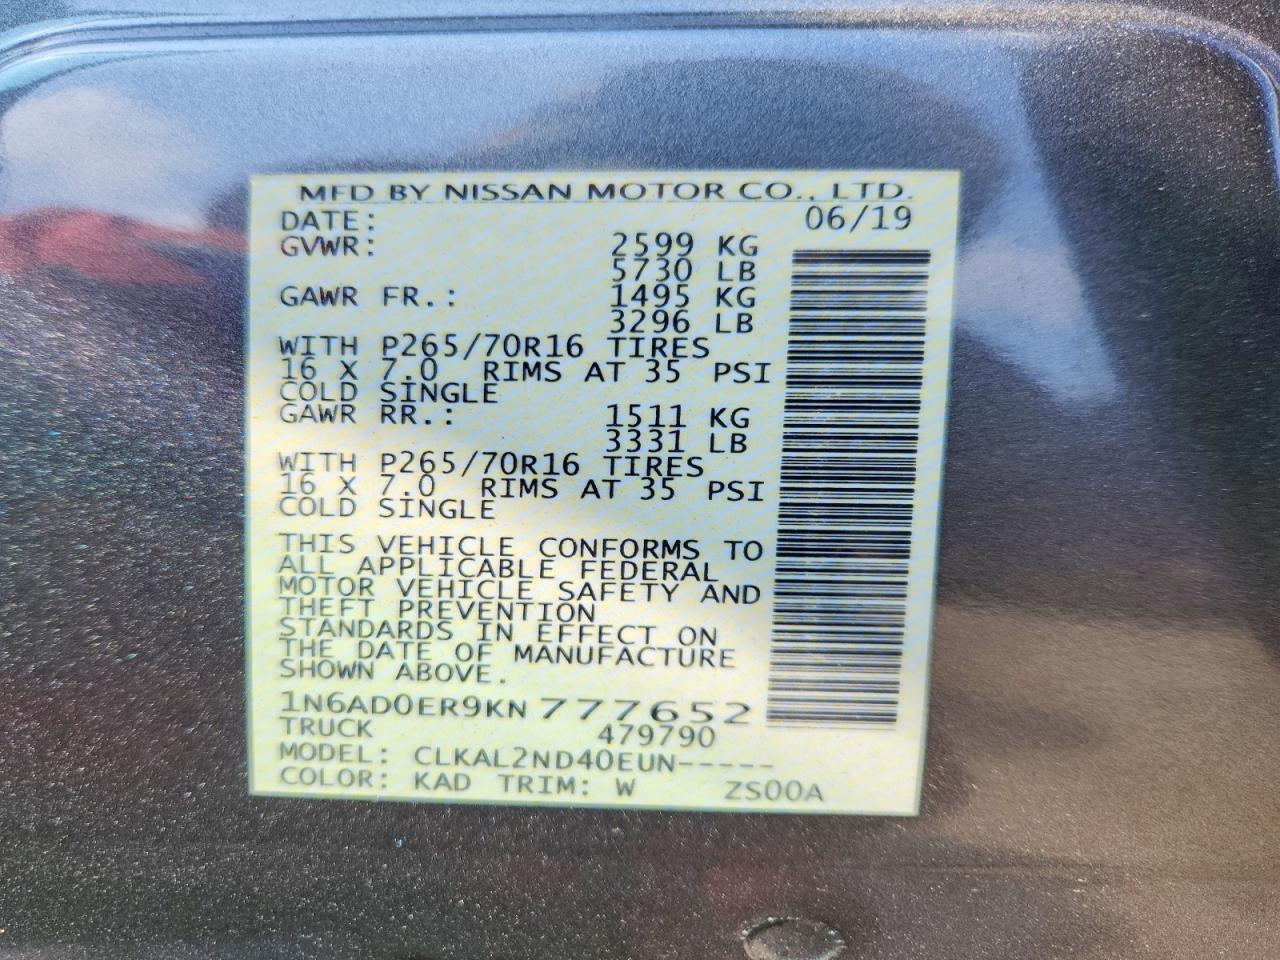 MFD BY NISSAN MOTOR CO., LTD.
DATE: 06/19
GVWR: 2599 KG
5730 LB
GAWR FR.: 1495 KG
3296 LB
WITH P265/70R16 TIRES
16 X 7.0 RIMS AT 35 PSI
COLD SINGLE
GAWR RR.: 1511 KG
3331 LB
WITH P265/70R16 TIRES
16 X 7.0 RIMS AT 35 PSI
COLD SINGLE
THIS VEHICLE CONFORMS TO
ALL APPLICABLE FEDERAL
MOTOR VEHICLE SAFETY AND
THEFT PREVENTION
STANDARDS IN EFFECT ON
THE DATE OF MANUFACTURE
SHOWN ABOVE.
1N6AD0ER9KN777652
TRUCK 479790
MODEL: CLKAL2ND40EUN-----
COLOR: KAD TRIM: W ZS00A